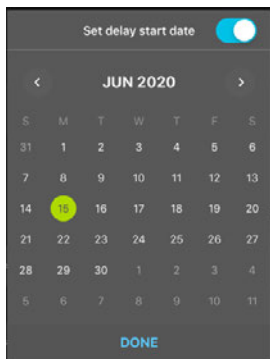 Set delay start date
< JUN 2020 >
S M T W T F S
31 1 2 3 4 5 6
7 8 9 10 11 12 13
14 15 16 17 18 19 20
21 22 23 24 25 26 27
28 29 30 1 2 3 4
5 6 7 8 9 10 11
DONE